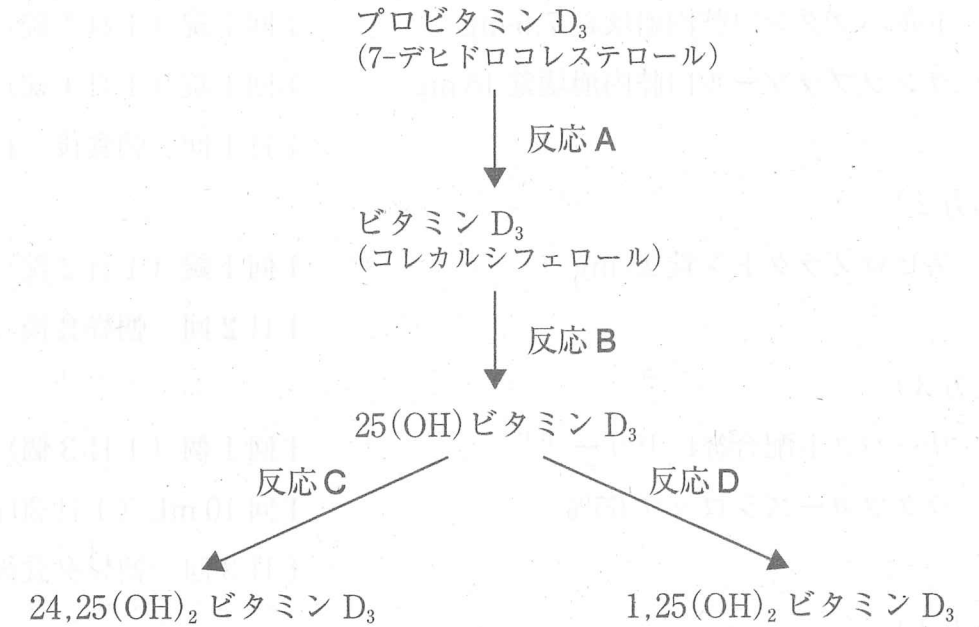 プロビタミン D₃
(7-デヒドロコレステロール)
反応 A
ビタミン D₃
(コレカルシフェロール)
反応 B
25(OH)ビタミン D₃
反応 C
反応 D
24,25(OH)₂ ビタミン D₃
1,25(OH)₂ ビタミン D₃